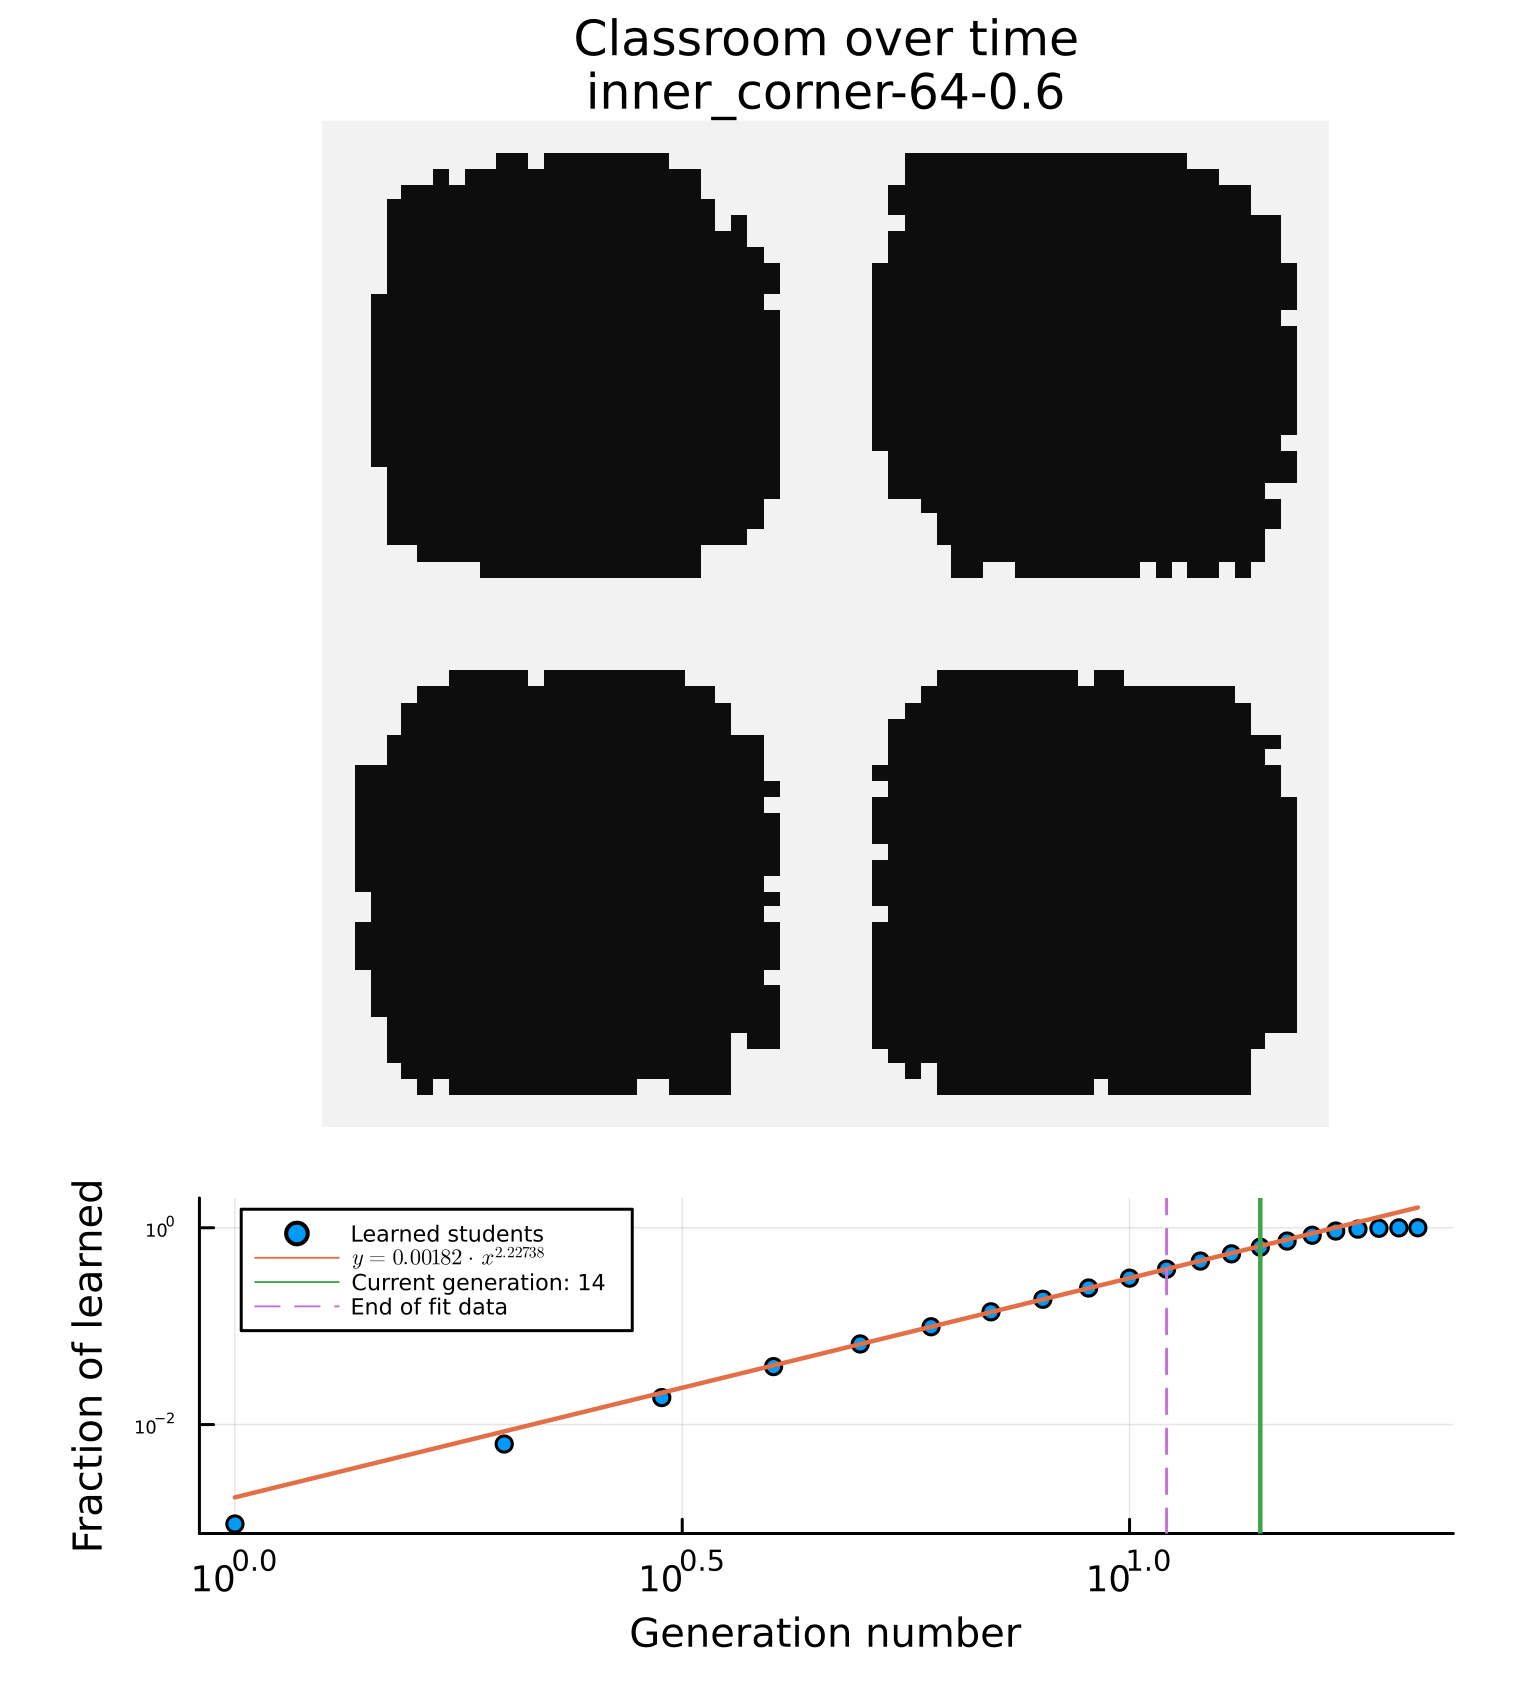 Classroom over time
inner_corner-64-0.6
Fraction of learned
10^0
10^−2
Learned students
y = 0.00182 · x^2.22738
Current generation: 14
End of fit data
10^0.0 10^0.5 10^1.0
Generation number